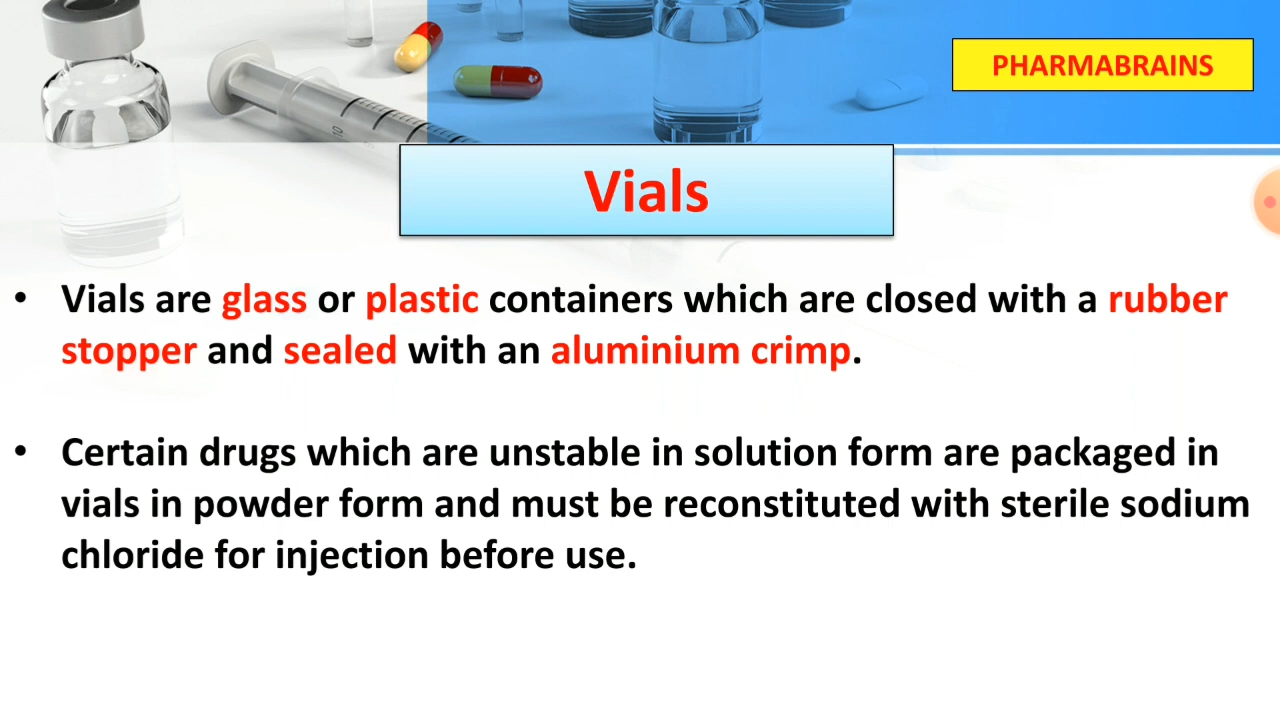 PHARMABRAINS
Vials
• Vials are glass or plastic containers which are closed with a rubber
stopper and sealed with an aluminium crimp.
• Certain drugs which are unstable in solution form are packaged in
vials in powder form and must be reconstituted with sterile sodium
chloride for injection before use.